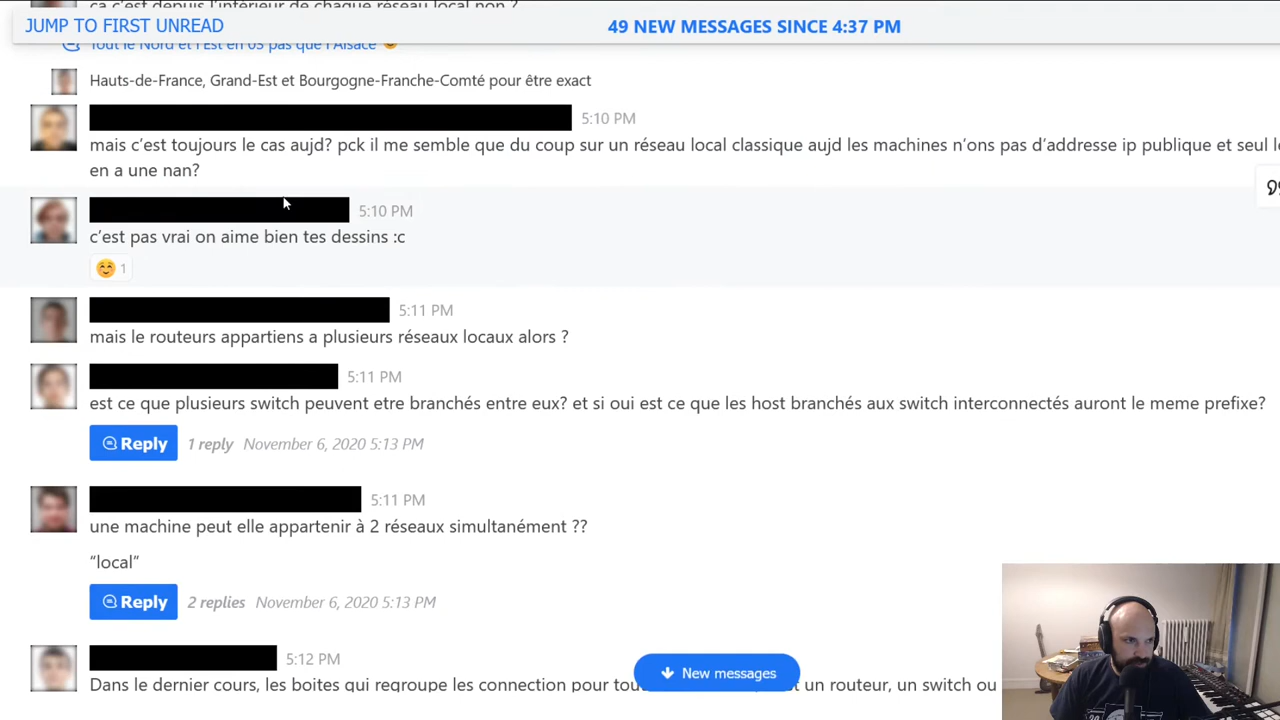 ça c'est depuis l'intérieur de chaque réseau local non ?
JUMP TO FIRST UNREAD
49 NEW MESSAGES SINCE 4:37 PM
Tout le Nord et l'Est en 03 pas que l'Alsace
Hauts-de-France, Grand-Est et Bourgogne-Franche-Comté pour être exact
5:10 PM
mais c'est toujours le cas aujd? pck il me semble que du coup sur un réseau local classique aujd les machines n'ons pas d'addresse ip publique et seul
en a une nan?
5:10 PM
c'est pas vrai on aime bien tes dessins :c
1
5:11 PM
mais le routeurs appartiens a plusieurs réseaux locaux alors ?
5:11 PM
est ce que plusieurs switch peuvent etre branchés entre eux? et si oui est ce que les host branchés aux switch interconnectés auront le meme prefixe?
Reply 1 reply November 6, 2020 5:13 PM
5:11 PM
une machine peut elle appartenir à 2 réseaux simultanément ??
“local”
Reply 2 replies November 6, 2020 5:13 PM
5:12 PM
New messages
Dans le dernier cours, les boites qui regroupe les connection pour un routeur, un switch ou